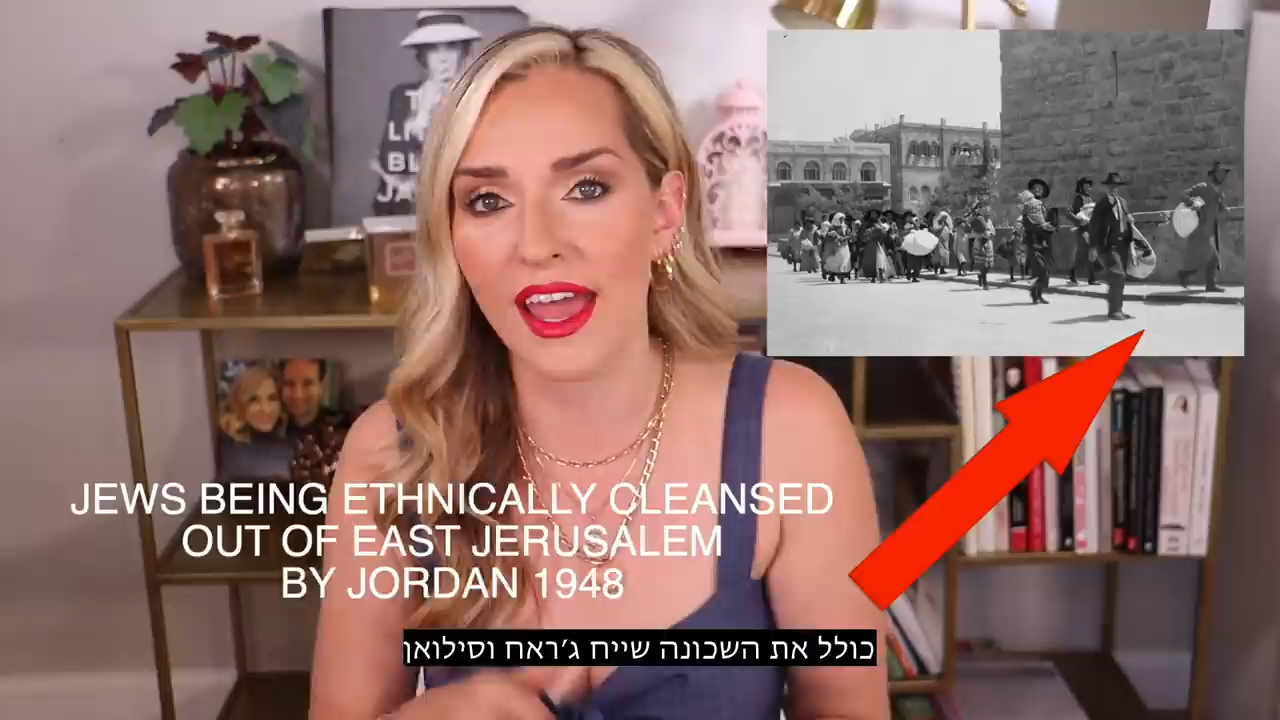 JEWS BEING ETHNICALLY CLEANSED
OUT OF EAST JERUSALEM
BY JORDAN 1948
כולל את השכונה שייח ג׳ראח וסילואן